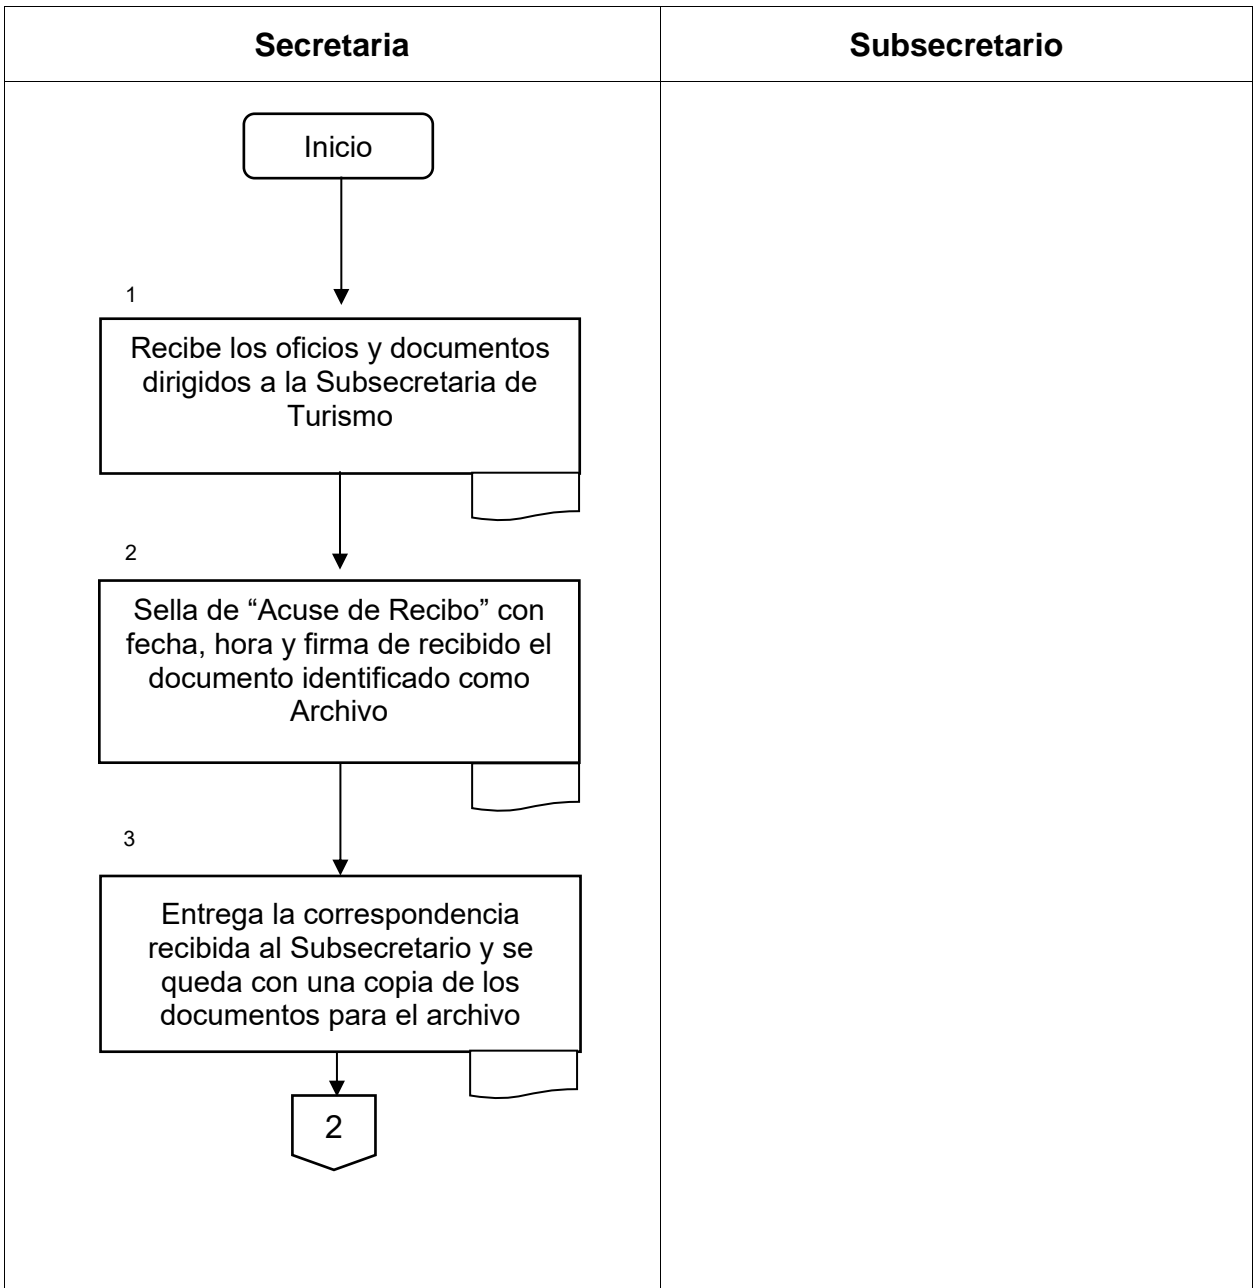 Secretaria
Subsecretario
Inicio
1
Recibe los oficios y documentos
dirigidos a la Subsecretaria de
Turismo
2
Sella de “Acuse de Recibo” con
fecha, hora y firma de recibido el
documento identificado como
Archivo
3
Entrega la correspondencia
recibida al Subsecretario y se
queda con una copia de los
documentos para el archivo
2